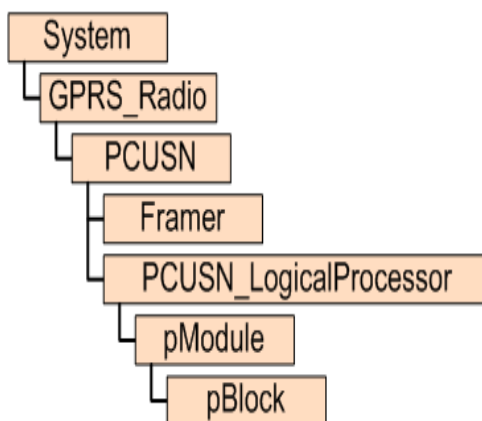 System
GPRS_Radio
PCUSN
Framer
PCUSN_LogicalProcessor
pModule
pBlock